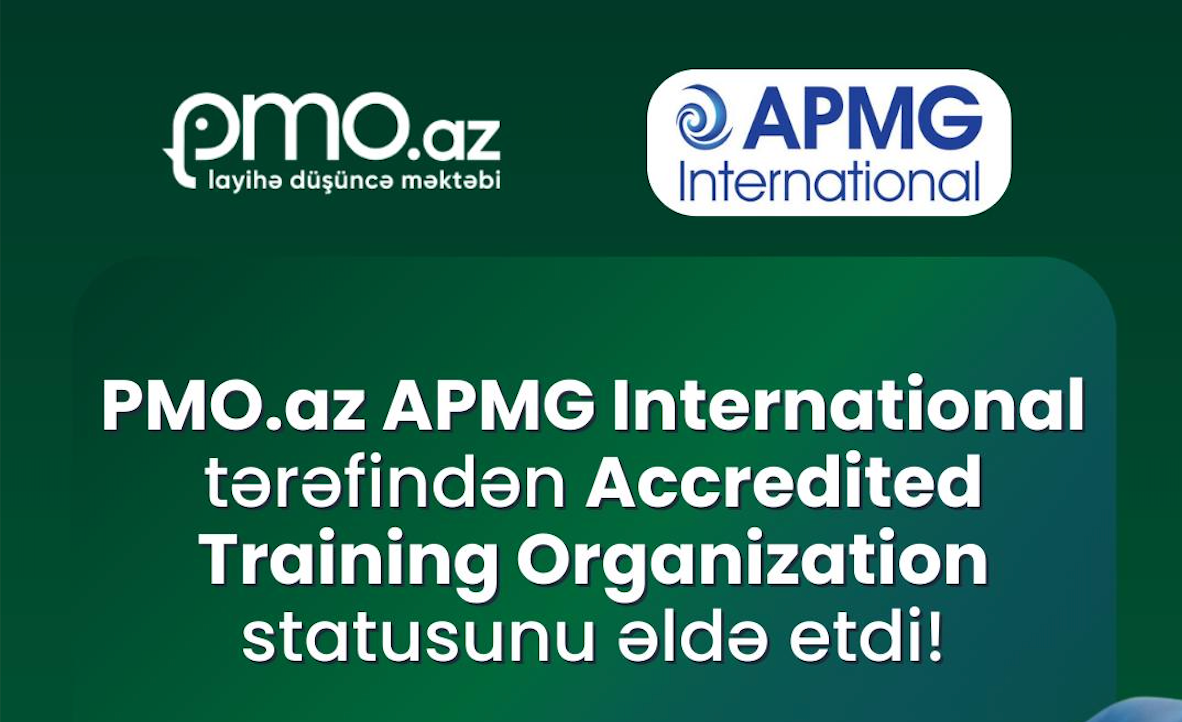 pmo.az
layihə düşüncə məktəbi
APMG
International
PMO.az APMG International
tərəfindən Accredited
Training Organization
statusunu əldə etdi!